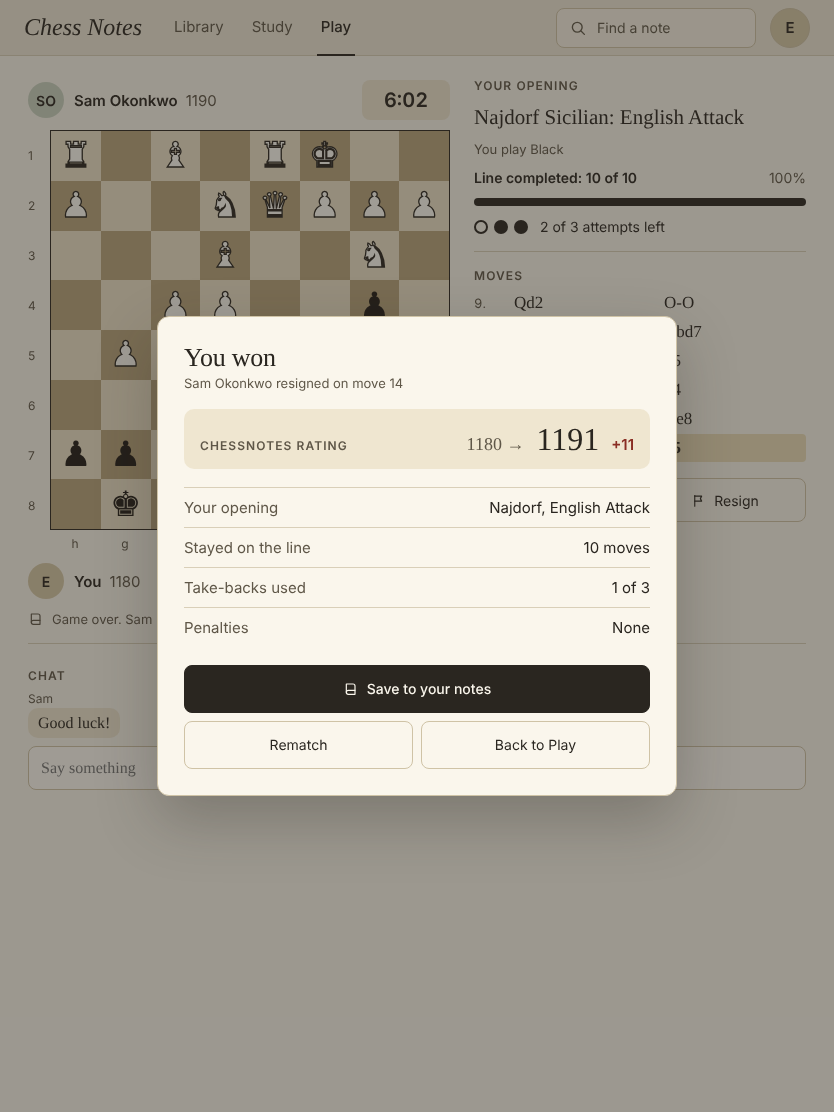 Chess Notes Library Study Play Find a note E
SO Sam Okonkwo 1190 6:02
1
2
3
4
5
6
7
8
h g
E You 1180
Game over. Sam
CHAT
Sam
Good luck!
Say something
YOUR OPENING
Najdorf Sicilian: English Attack
You play Black
Line completed: 10 of 10 100%
2 of 3 attempts left
MOVES
9. Qd2 O-O
bd7
5
4
e8
5
Resign
You won
Sam Okonkwo resigned on move 14
CHESSNOTES RATING 1180 → 1191 +11
Your opening Najdorf, English Attack
Stayed on the line 10 moves
Take-backs used 1 of 3
Penalties None
Save to your notes
Rematch Back to Play